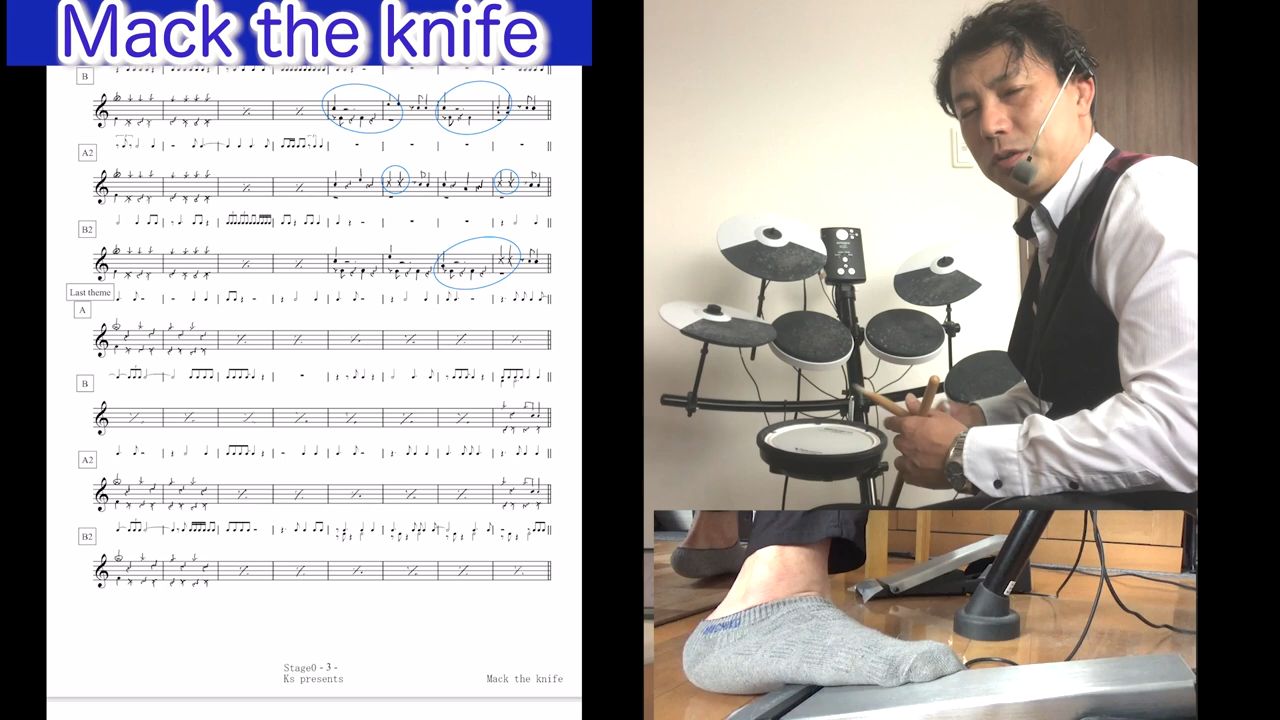 Mack the knife
B
A2
B2
Last theme
A
B
A2
B2
Stage0 - 3 -
Ks presents
Mack the knife